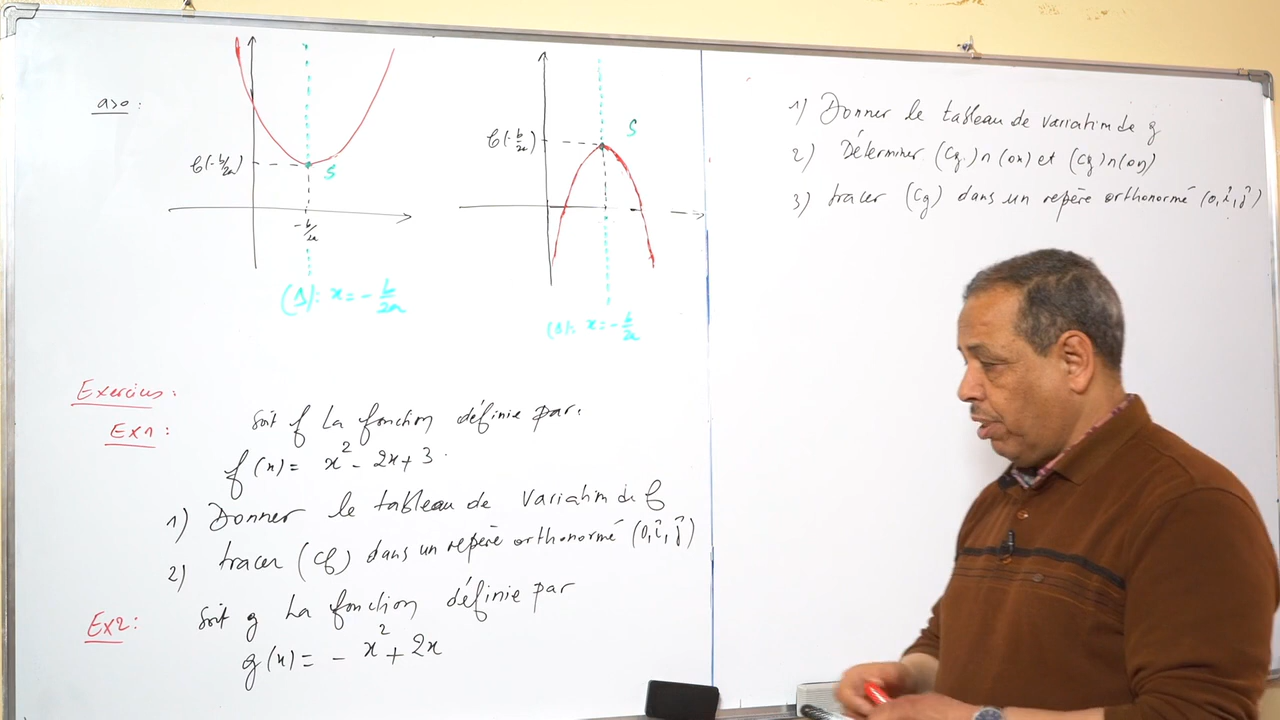 a>0 :
f(-b/2a)
S
-b/2a
(Δ): x = - b/2a
f(-b/2a)
S
(Δ): x = - b/2a
Exercices :
EX1 :
Soit f La fonction définie par.
f(x) = x² - 2x + 3.
1) Donner le tableau de variation de f
2) tracer (Cf) dans un repère orthonormé (O, i⃗, j⃗)
EX2 :
Soit g La fonction définie par
g(x) = - x² + 2x
1) Donner le tableau de variation de g
2) Déterminer (Cg) ∩ (ox) et (Cg) ∩ (oy)
3) tracer (Cg) dans un repère orthonormé (O, i⃗, j⃗)